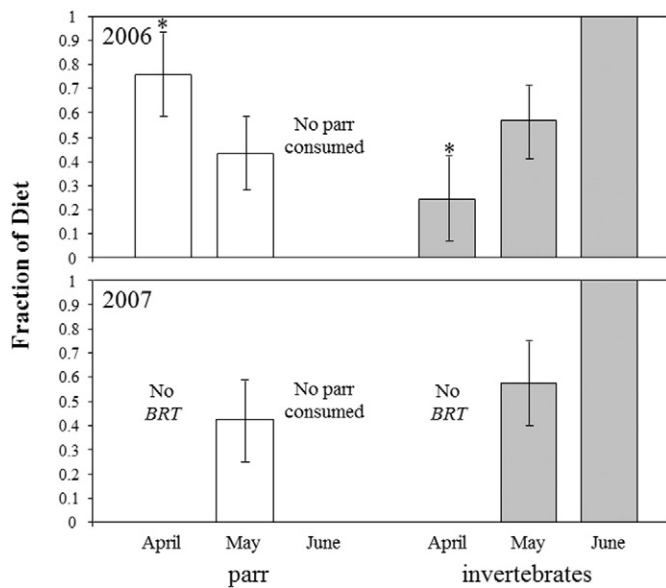 Fraction of Diet
2006
1
0.9
0.8
0.7
0.6
0.5
0.4
0.3
0.2
0.1
0
*
No parr
consumed
*
2007
1
0.9
0.8
0.7
0.6
0.5
0.4
0.3
0.2
0.1
0
No
BRT
No parr
consumed
No
BRT
April May June April May June
parr invertebrates